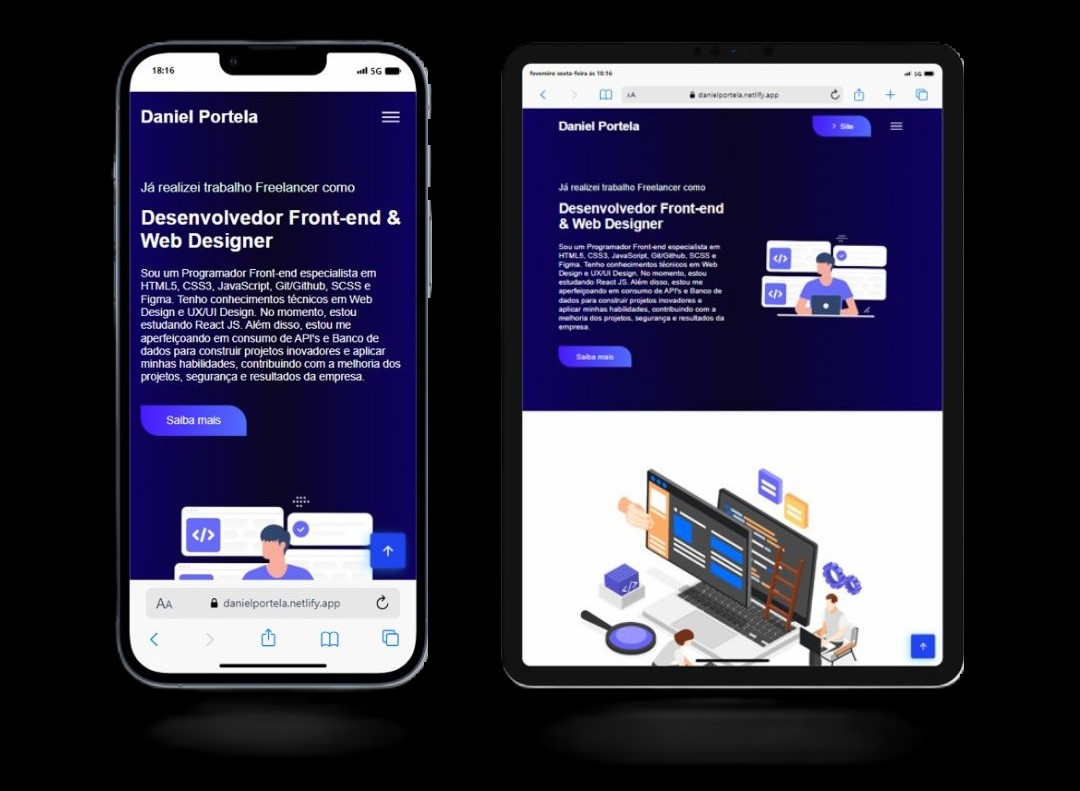 18:16
5G
Daniel Portela
Já realizei trabalho Freelancer como
Desenvolvedor Front-end &
Web Designer
Sou um Programador Front-end especialista em
HTML5, CSS3, JavaScript, Git/Github, SCSS e
Figma. Tenho conhecimentos técnicos em Web
Design e UX/UI Design. No momento, estou
estudando React JS. Além disso, estou me
aperfeiçoando em consumo de API's e Banco de
dados para construir projetos inovadores e aplicar
minhas habilidades, contribuindo com a melhoria dos
projetos, segurança e resultados da empresa.
Saiba mais
</>
AA
danielportela.netlify.app
fevereiro sexta-feira às 18:16
5G
AA
danielportela.netlify.app
Daniel Portela
Site
Já realizei trabalho Freelancer como
Desenvolvedor Front-end
& Web Designer
Sou um Programador Front-end especialista em
HTML5, CSS3, JavaScript, Git/Github, SCSS e
Figma. Tenho conhecimentos técnicos em Web
Design e UX/UI Design. No momento, estou
estudando React JS. Além disso, estou me
aperfeiçoando em consumo de API's e Banco de
dados para construir projetos inovadores e
aplicar minhas habilidades, contribuindo com a
melhoria dos projetos, segurança e resultados da
empresa.
Saiba mais
</>
</>
</>